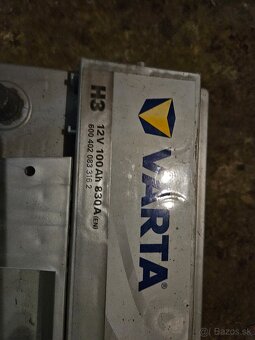 H3
12V 100Ah 830A (EN)
600 402 083 316 2
VARTA®
bazos.sk